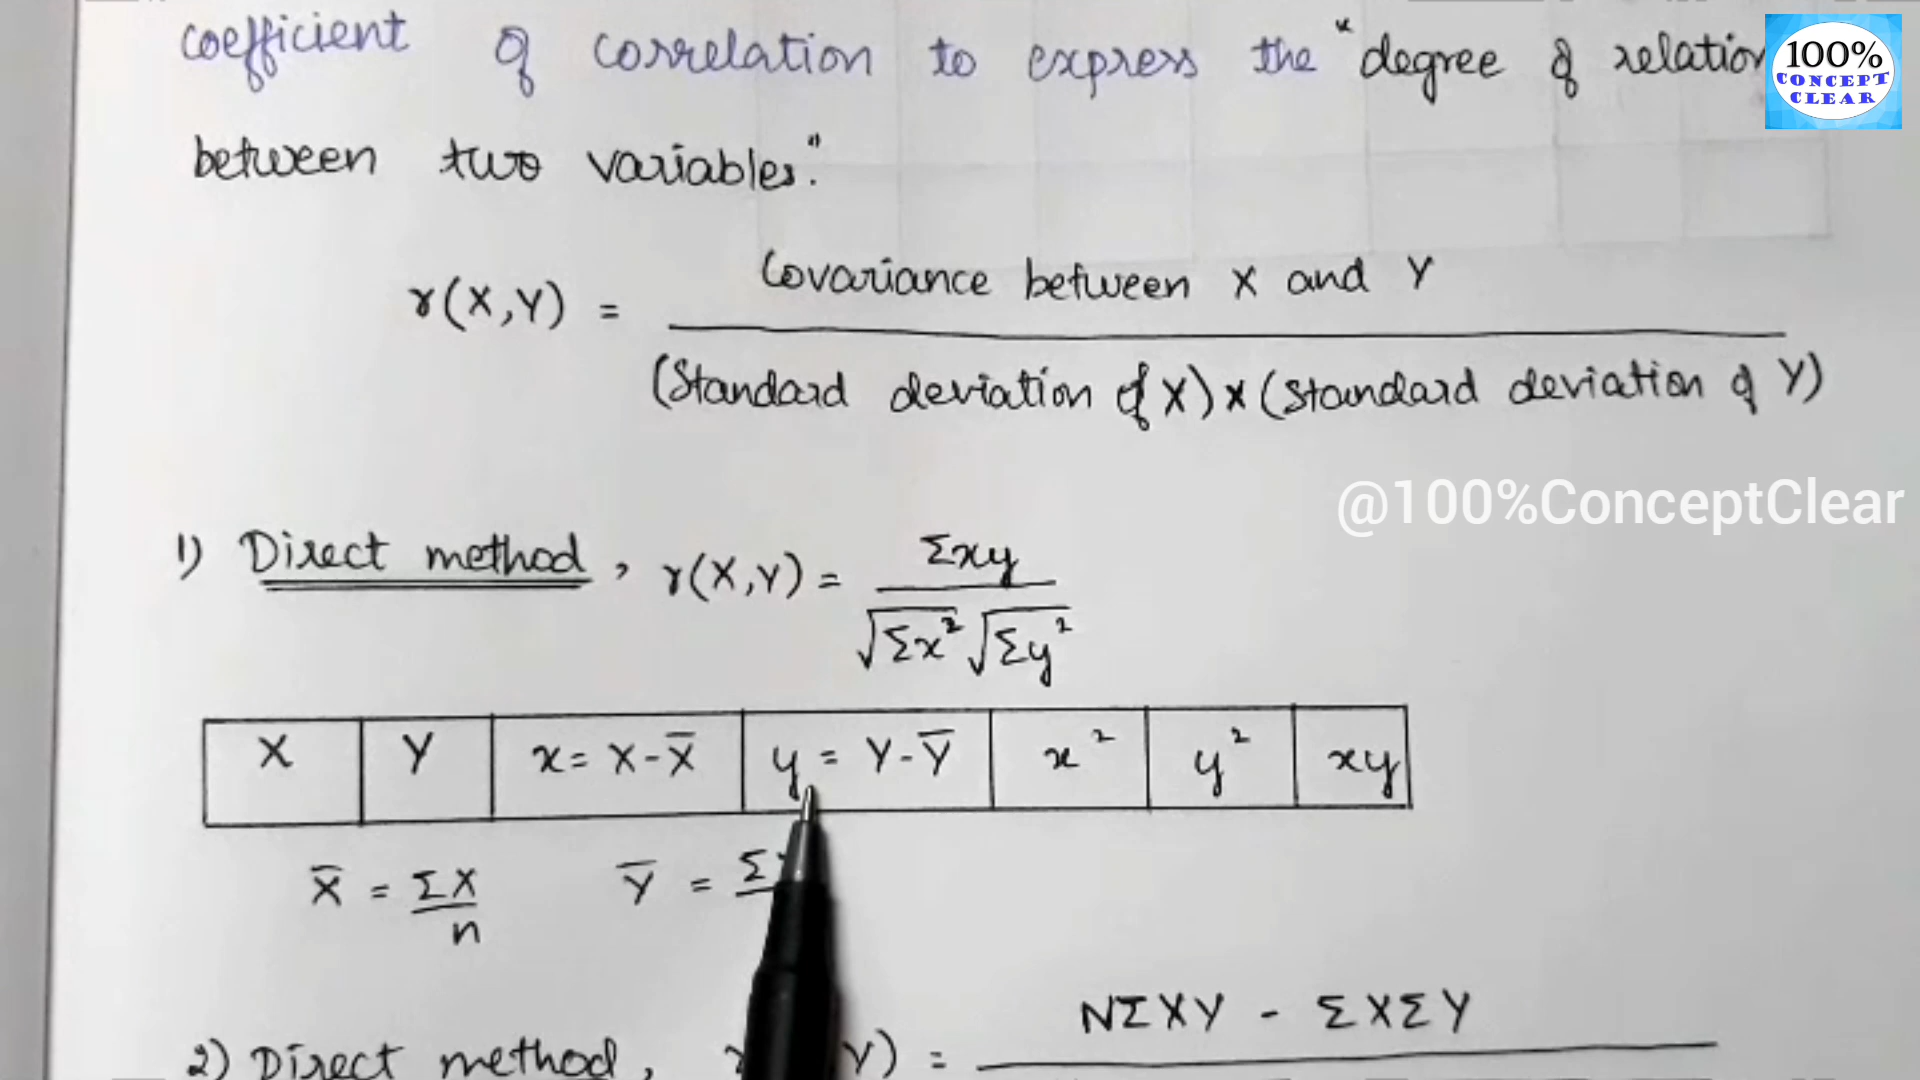 coefficient of correlation to express the "degree of relation
between two variables."
100%
CONCEPT
CLEAR
r(X,Y) = Covariance between X and Y
(Standard deviation of X)×(Standard deviation of Y)
@100%ConceptClear
1) Direct method, r(X,Y) = Σxy
√Σx² √Σy²
X Y x = X-X̅ y = Y-Y̅ x² y² xy
X̅ = ΣX Y̅ = Σ
n
NΣXY - ΣXΣY
2) Direct method, Y) =